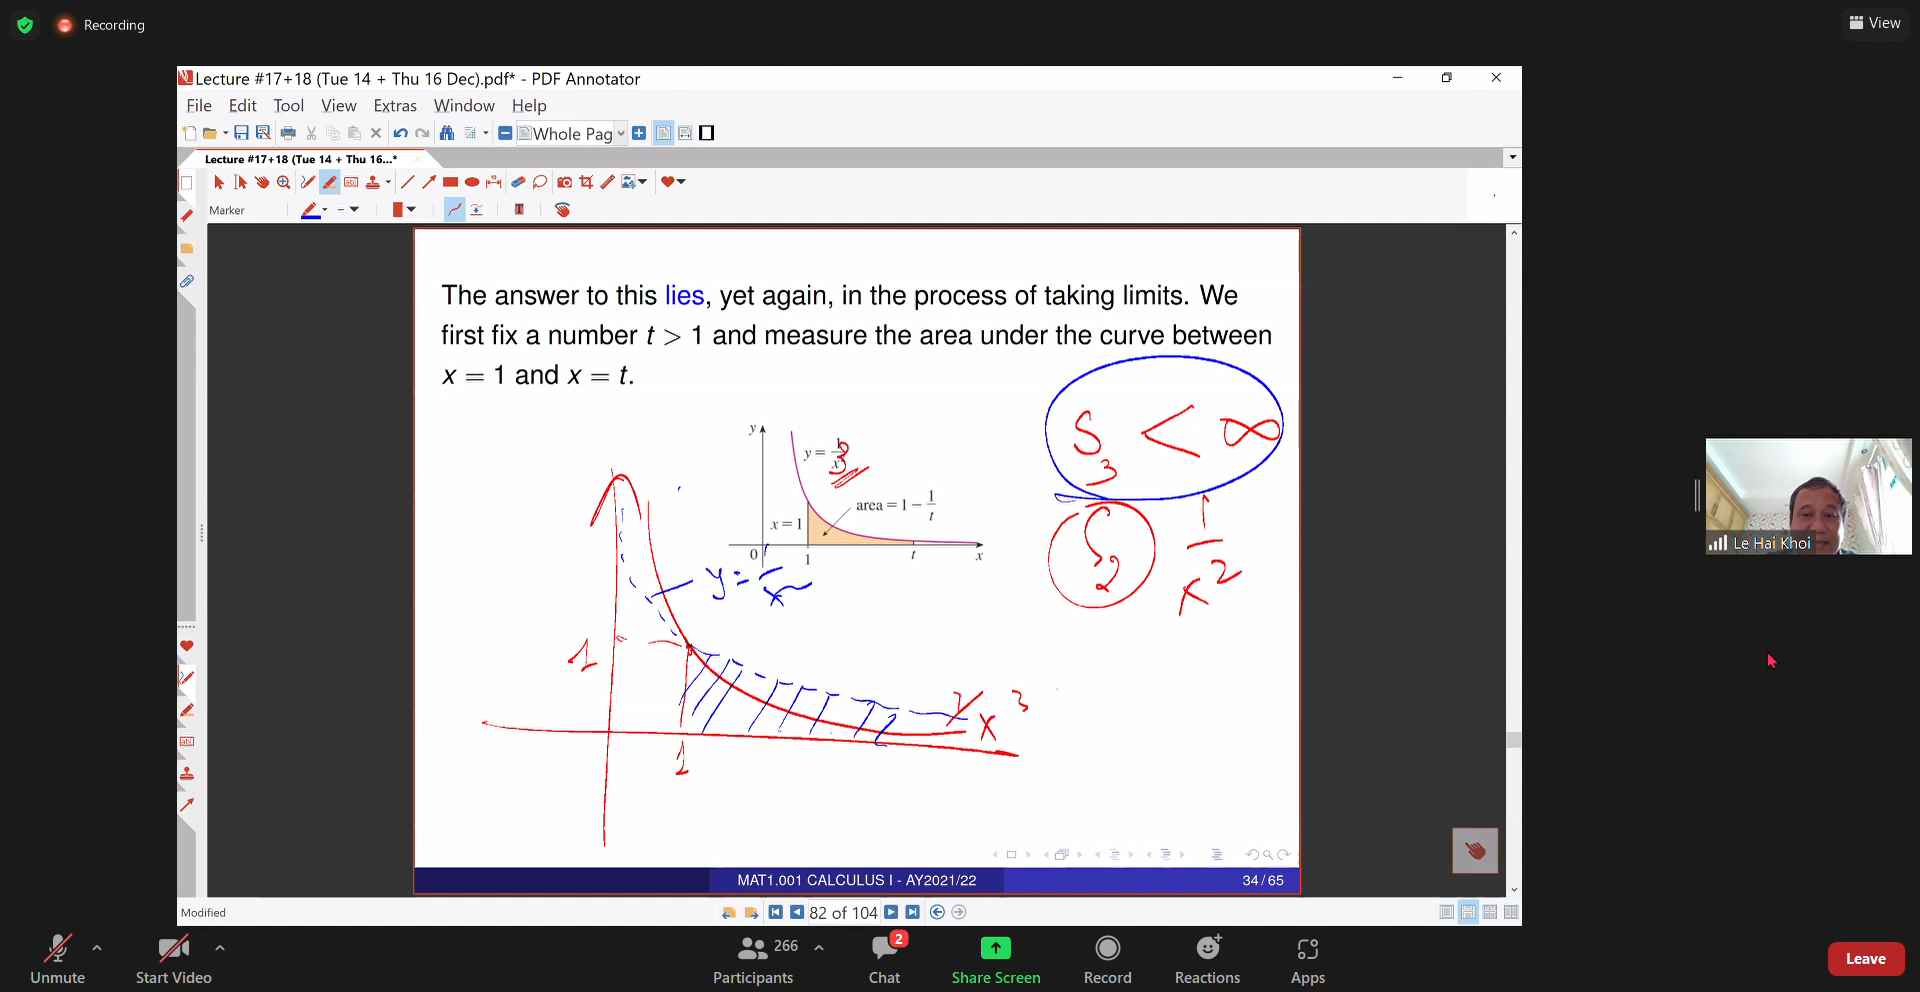 Recording
View
Lecture #17+18 (Tue 14 + Thu 16 Dec).pdf* - PDF Annotator
File Edit Tool View Extras Window Help
Whole Pag
Lecture #17+18 (Tue 14 + Thu 16...*
Marker
The answer to this lies, yet again, in the process of taking limits. We
first fix a number t > 1 and measure the area under the curve between
x = 1 and x = t.
S₃ < ∞
y
y =
area = 1 − 1/t
x = 1
0 1 t x
S₂
1/x²
y = 1/x
1
1/x³
1
MAT1.001 CALCULUS I - AY2021/22
34/65
Modified
82 of 104
Le Hai Khoi
Unmute
Start Video
266
Participants
2
Chat
Share Screen
Record
Reactions
Apps
Leave